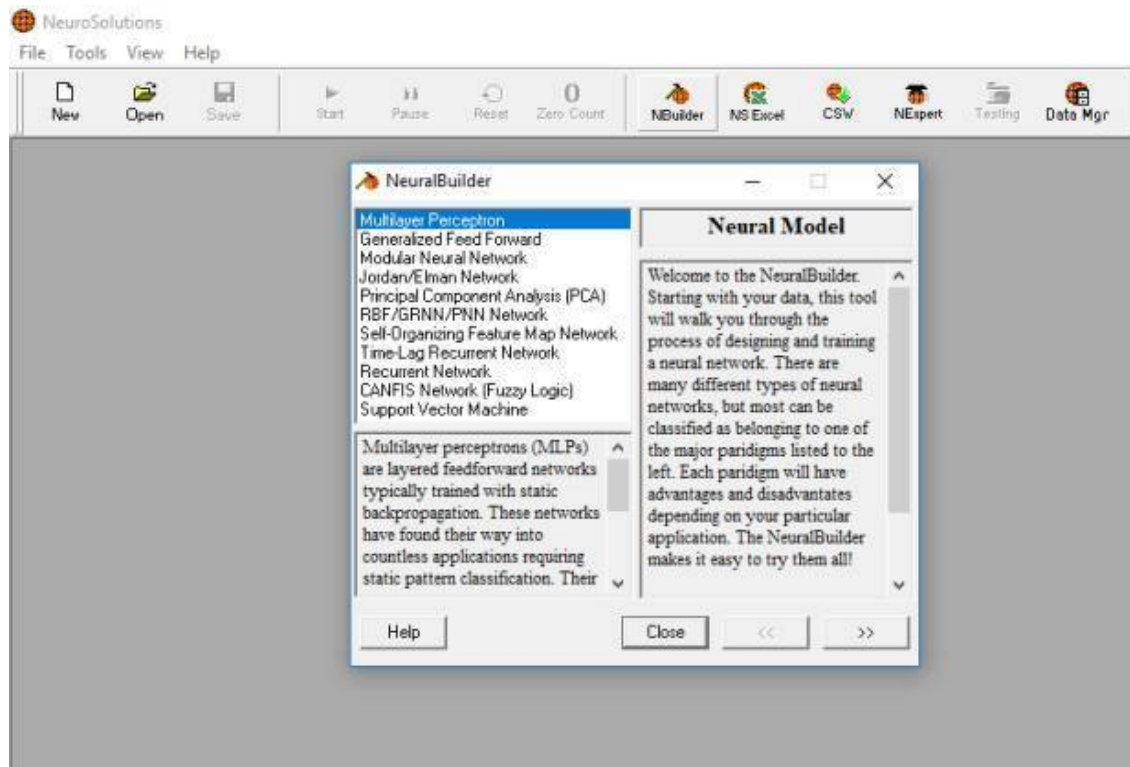 NeuroSolutions
File Tools View Help
New Open Save Start Pause Reset 0 Zero Count NBuilder NS Excel CSW NExpert Testing Data Mgr
NeuralBuilder
Multilayer Perceptron
Generalized Feed Forward
Modular Neural Network
Jordan/Elman Network
Principal Component Analysis (PCA)
RBF/GRNN/PNN Network
Self-Organizing Feature Map Network
Time-Lag Recurrent Network
Recurrent Network
CANFIS Network (Fuzzy Logic)
Support Vector Machine
Multilayer perceptrons (MLPs)
are layered feedforward networks
typically trained with static
backpropagation. These networks
have found their way into
countless applications requiring
static pattern classification. Their
Neural Model
Welcome to the NeuralBuilder.
Starting with your data, this tool
will walk you through the
process of designing and training
a neural network. There are
many different types of neural
networks, but most can be
classified as belonging to one of
the major paridigms listed to the
left. Each paridigm will have
advantages and disadvantates
depending on your particular
application. The NeuralBuilder
makes it easy to try them all!
Help Close << >>